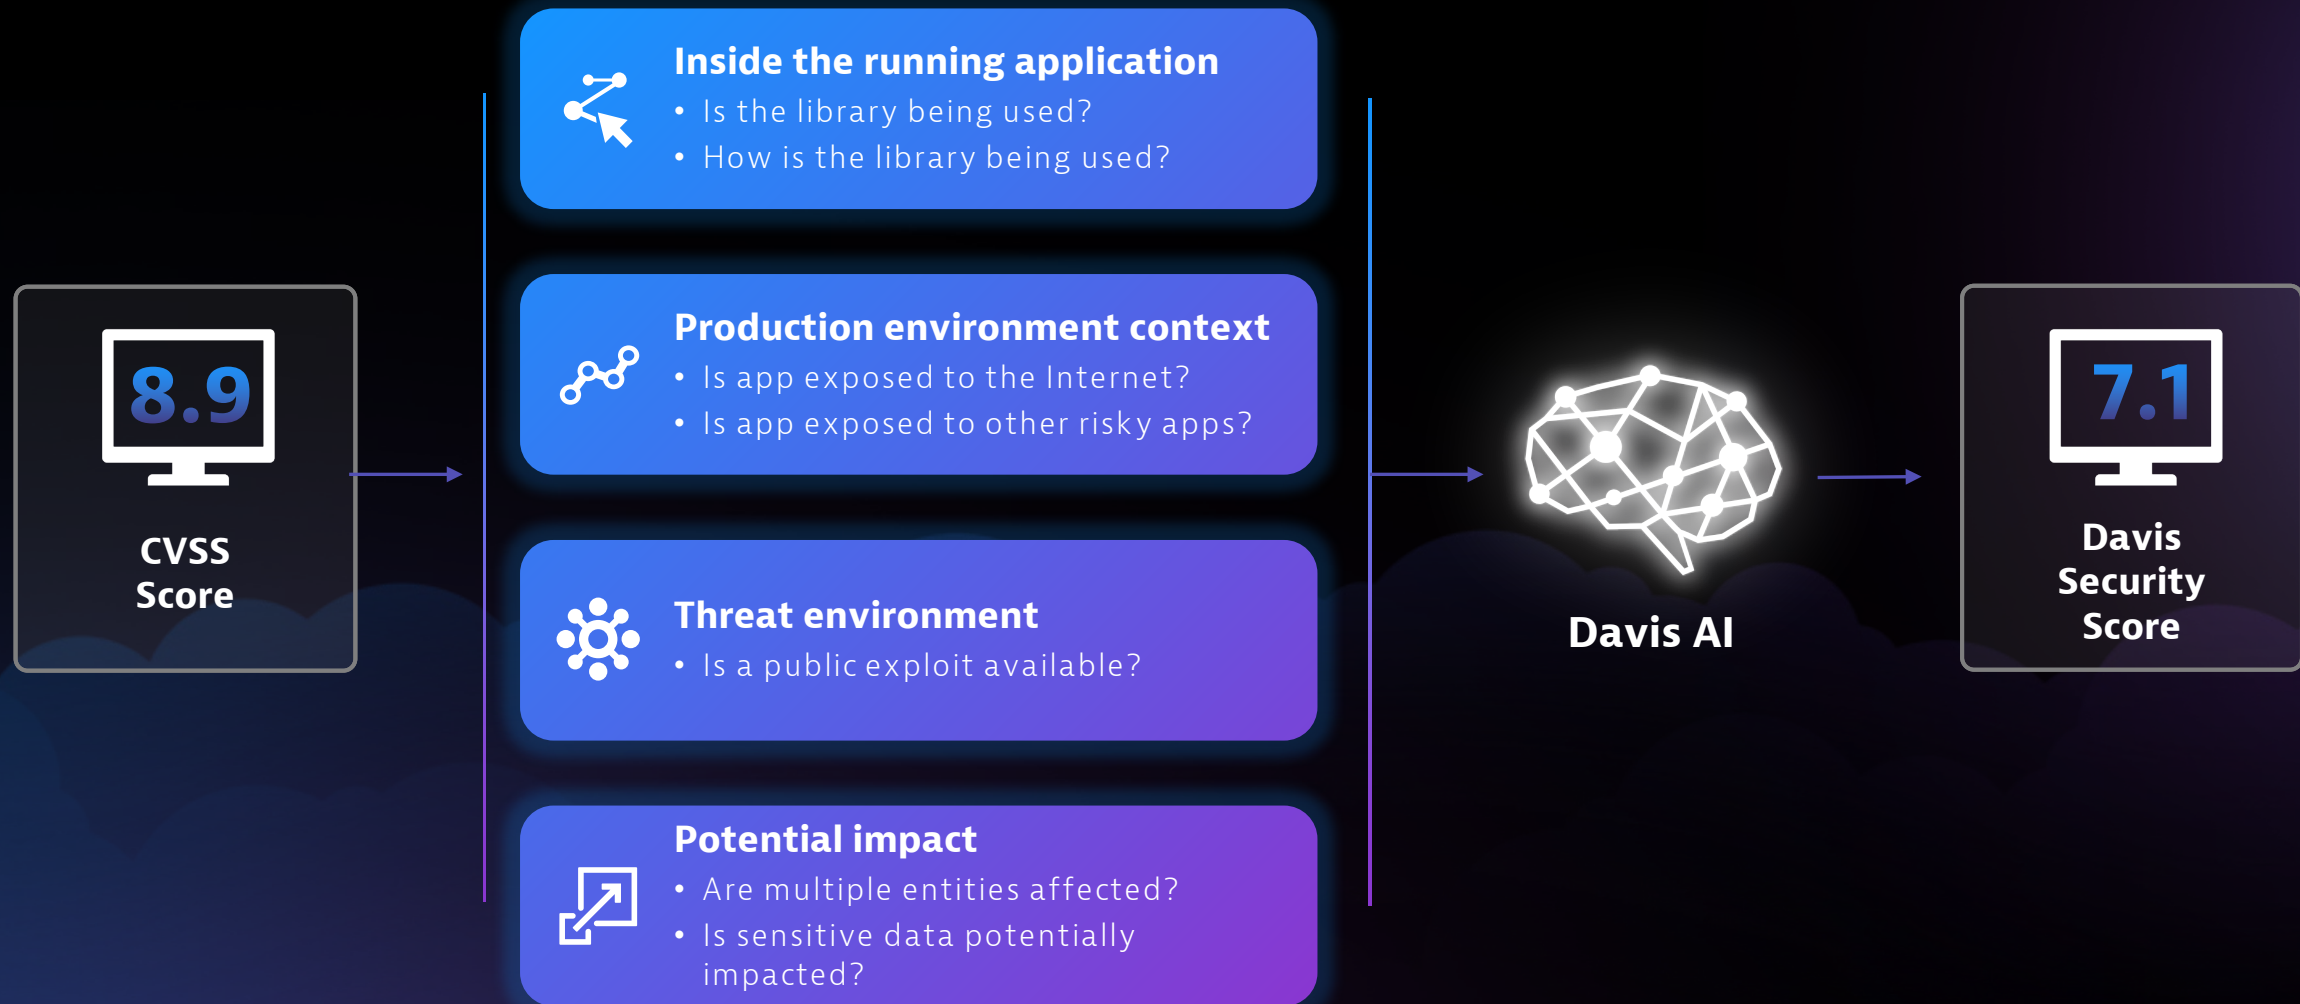 8.9
CVSS
Score
Inside the running application
• Is the library being used?
• How is the library being used?
Production environment context
• Is app exposed to the Internet?
• Is app exposed to other risky apps?
Threat environment
• Is a public exploit available?
Potential impact
• Are multiple entities affected?
• Is sensitive data potentially
impacted?
Davis AI
7.1
Davis
Security
Score